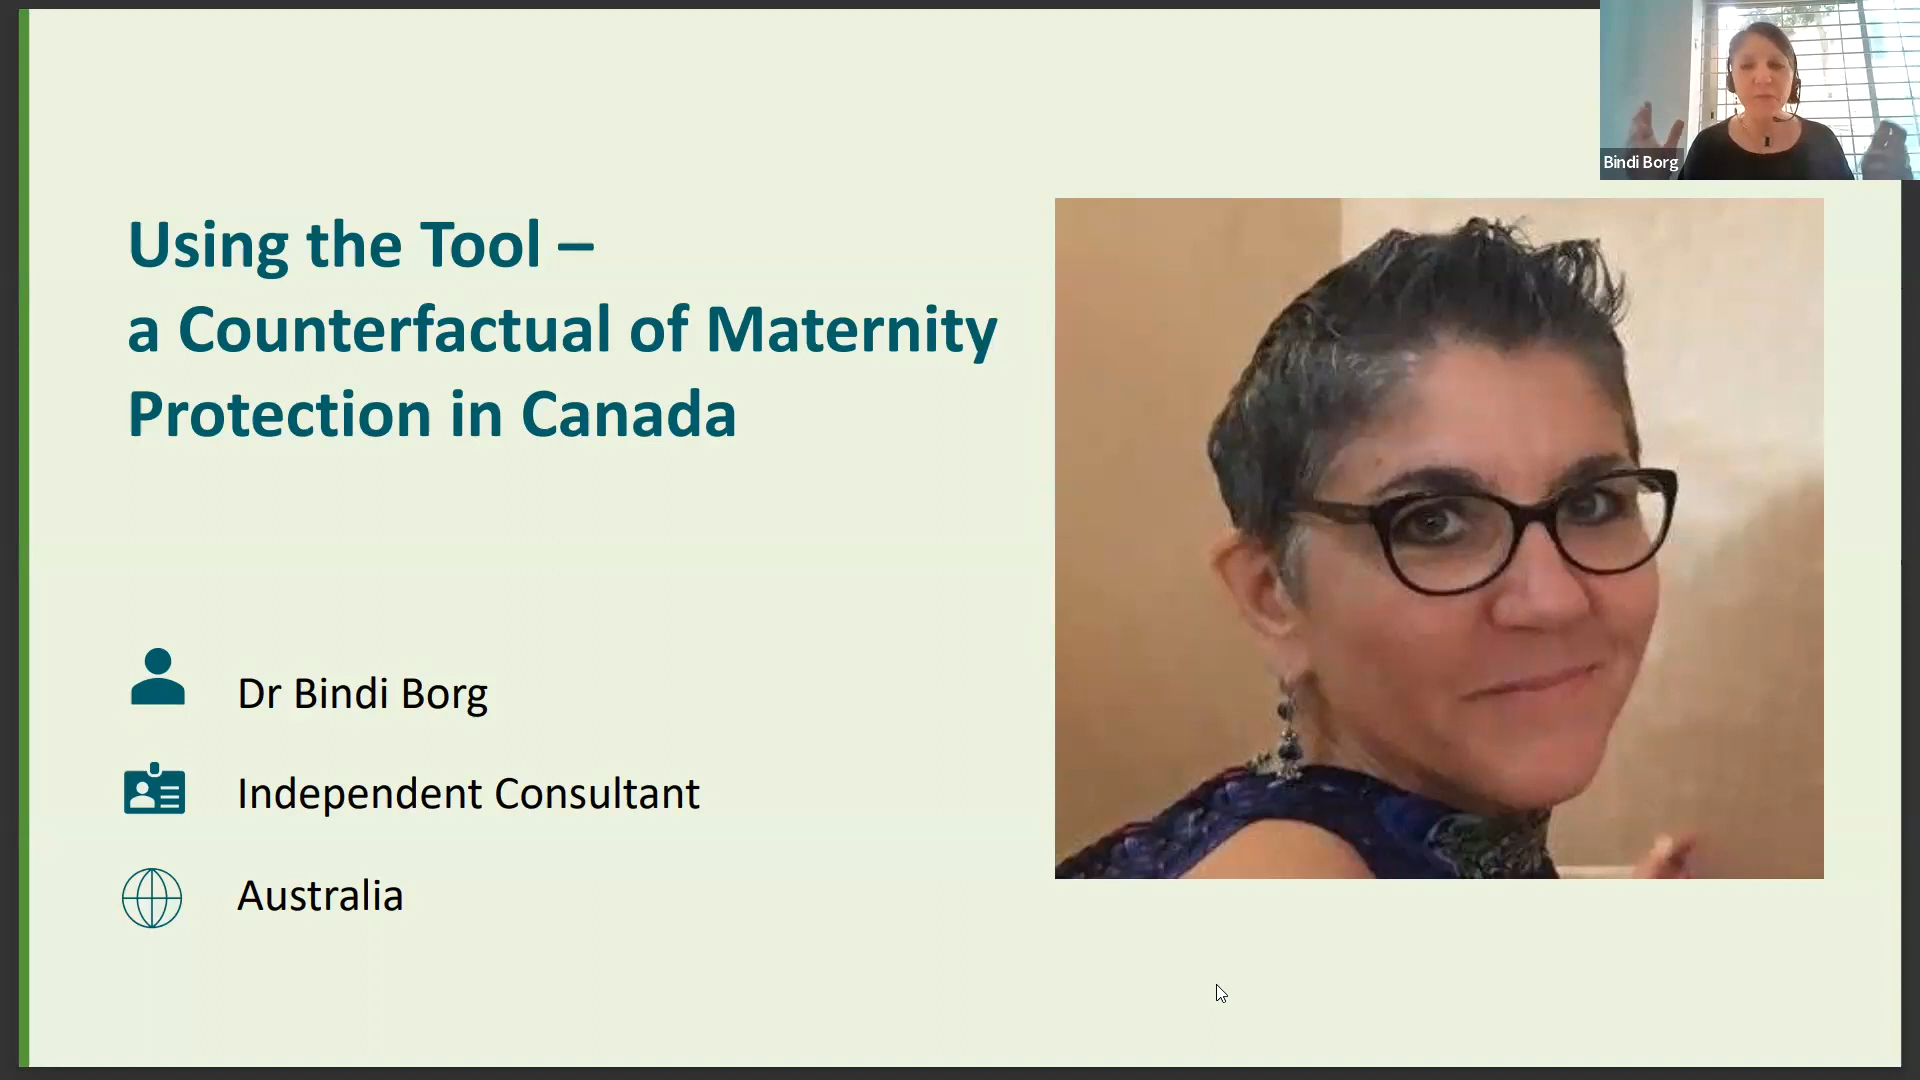 Using the Tool –
a Counterfactual of Maternity
Protection in Canada
Dr Bindi Borg
Independent Consultant
Australia
Bindi Borg